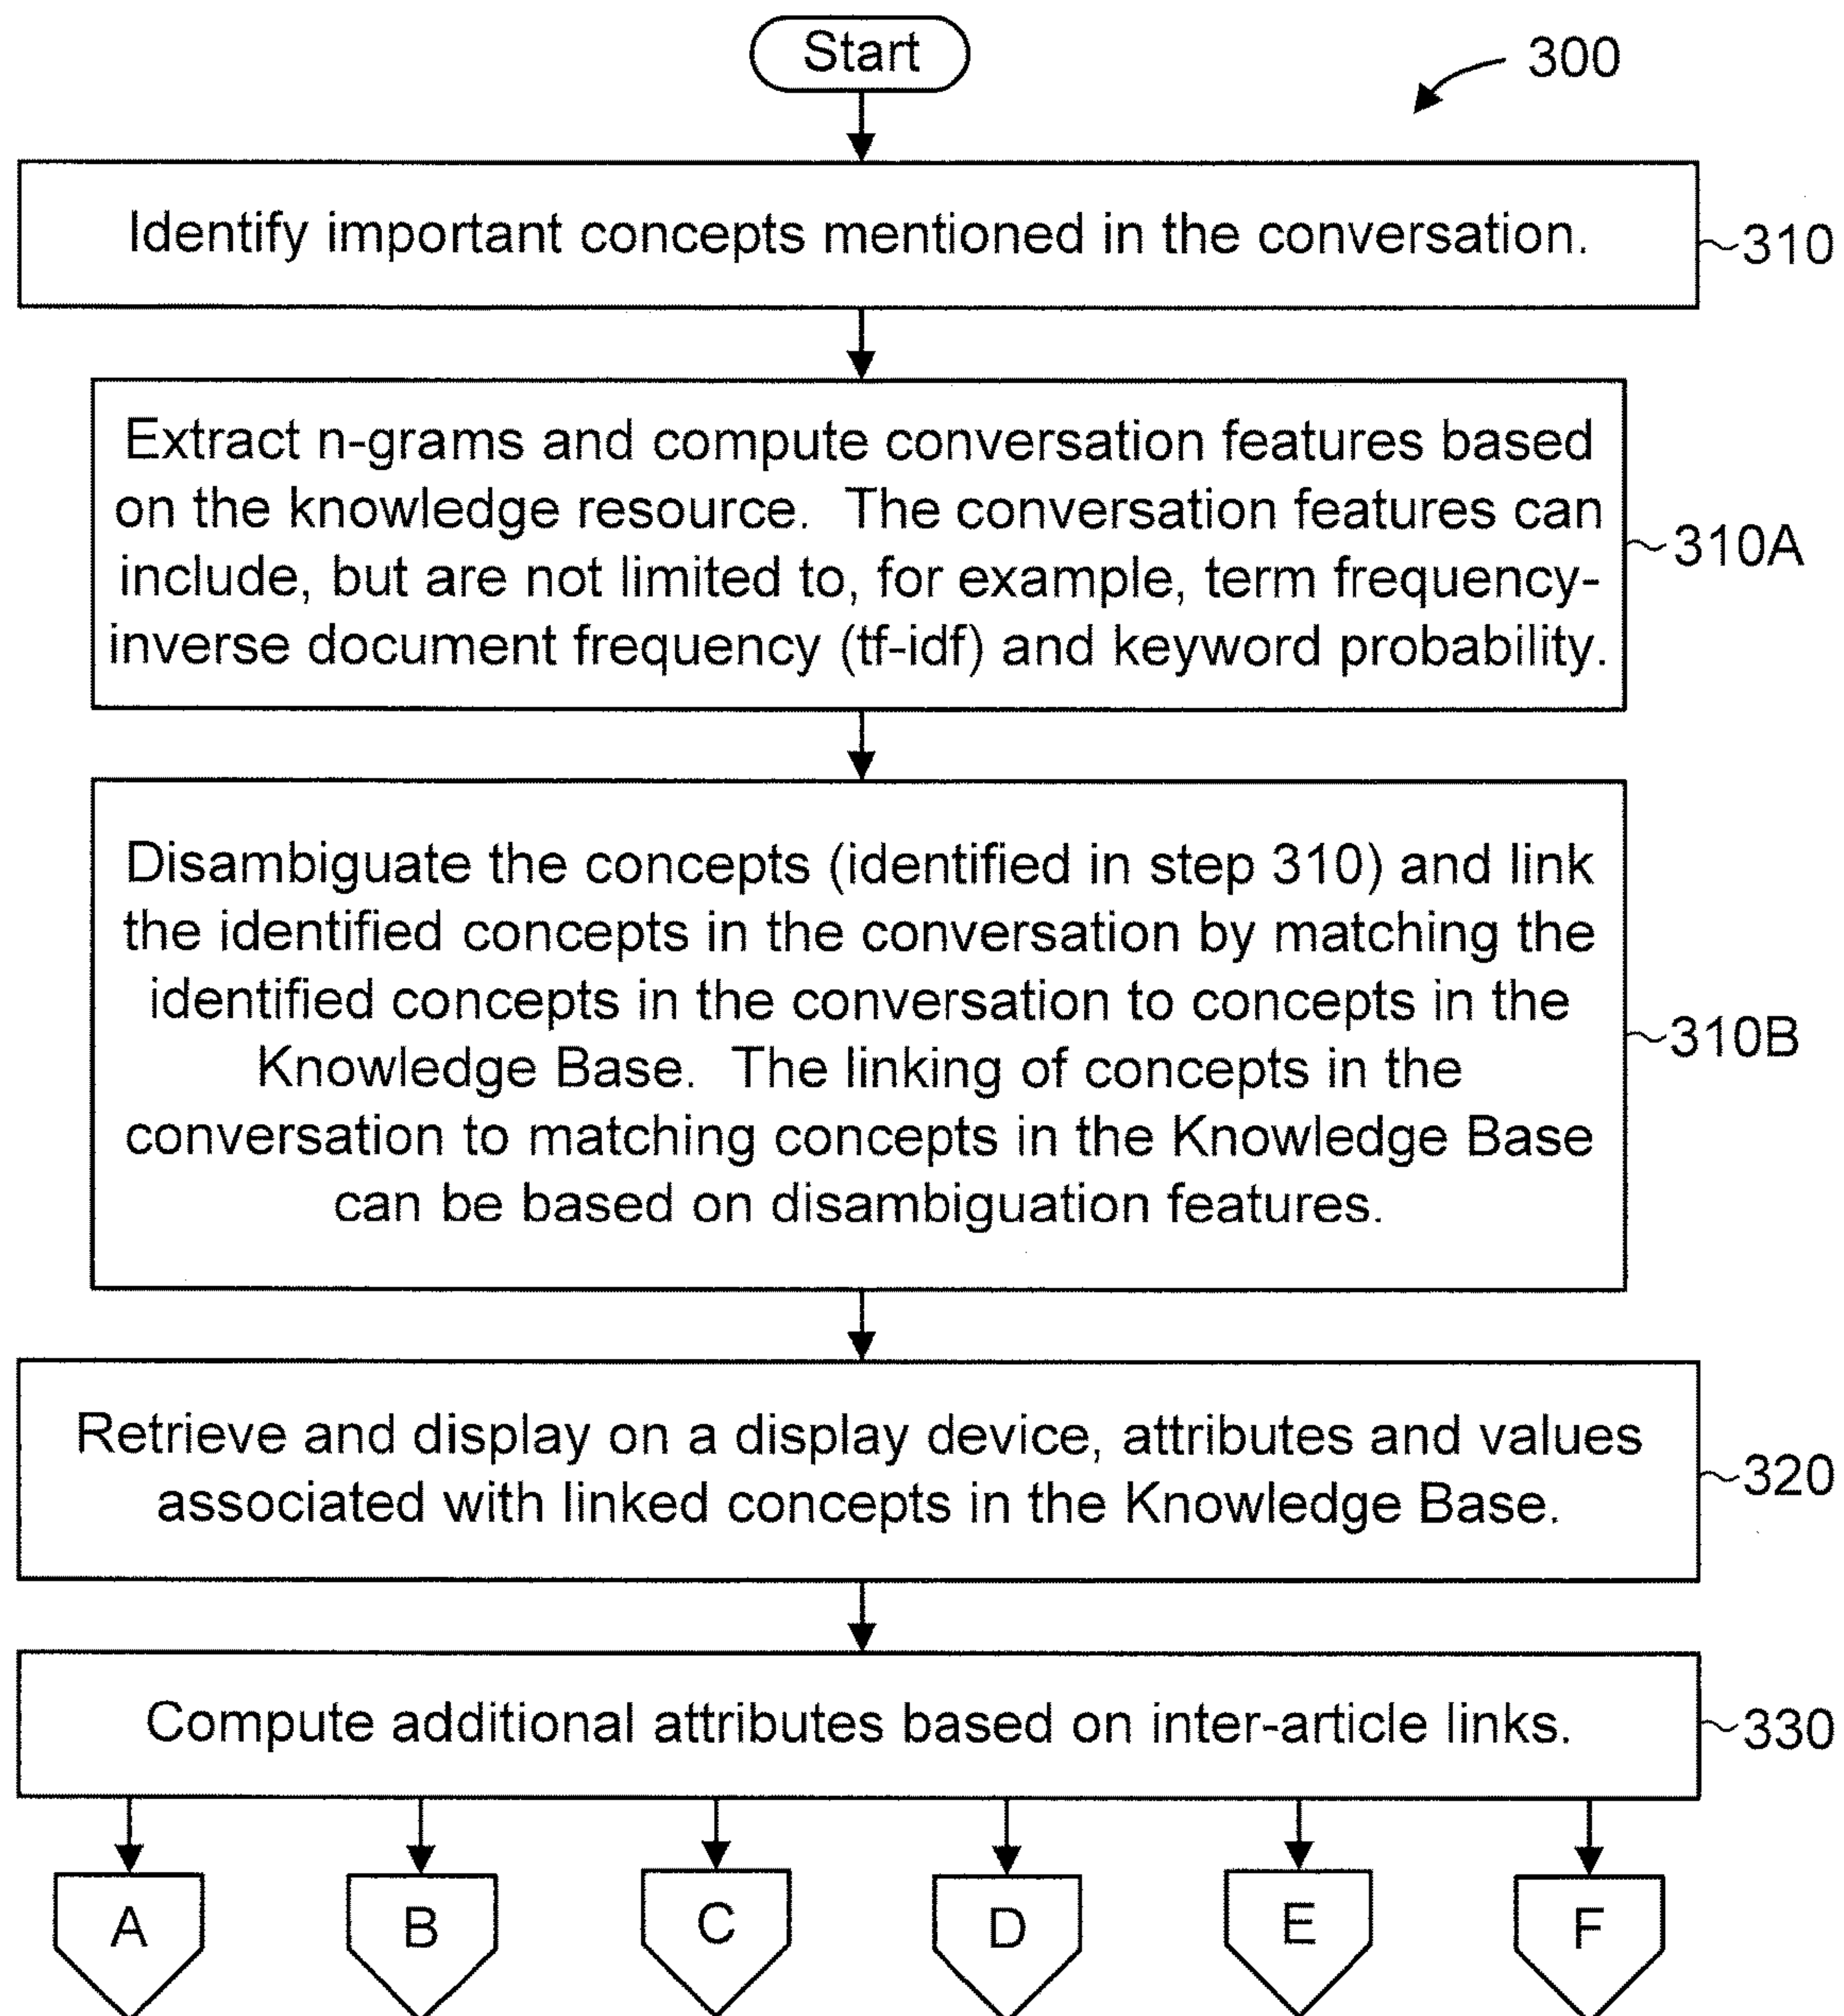 Start
300
Identify important concepts mentioned in the conversation.
310
Extract n-grams and compute conversation features based
on the knowledge resource. The conversation features can
include, but are not limited to, for example, term frequency-
inverse document frequency (tf-idf) and keyword probability.
310A
Disambiguate the concepts (identified in step 310) and link
the identified concepts in the conversation by matching the
identified concepts in the conversation to concepts in the
Knowledge Base. The linking of concepts in the
conversation to matching concepts in the Knowledge Base
can be based on disambiguation features.
310B
Retrieve and display on a display device, attributes and values
associated with linked concepts in the Knowledge Base.
320
Compute additional attributes based on inter-article links.
330
A B C D E F